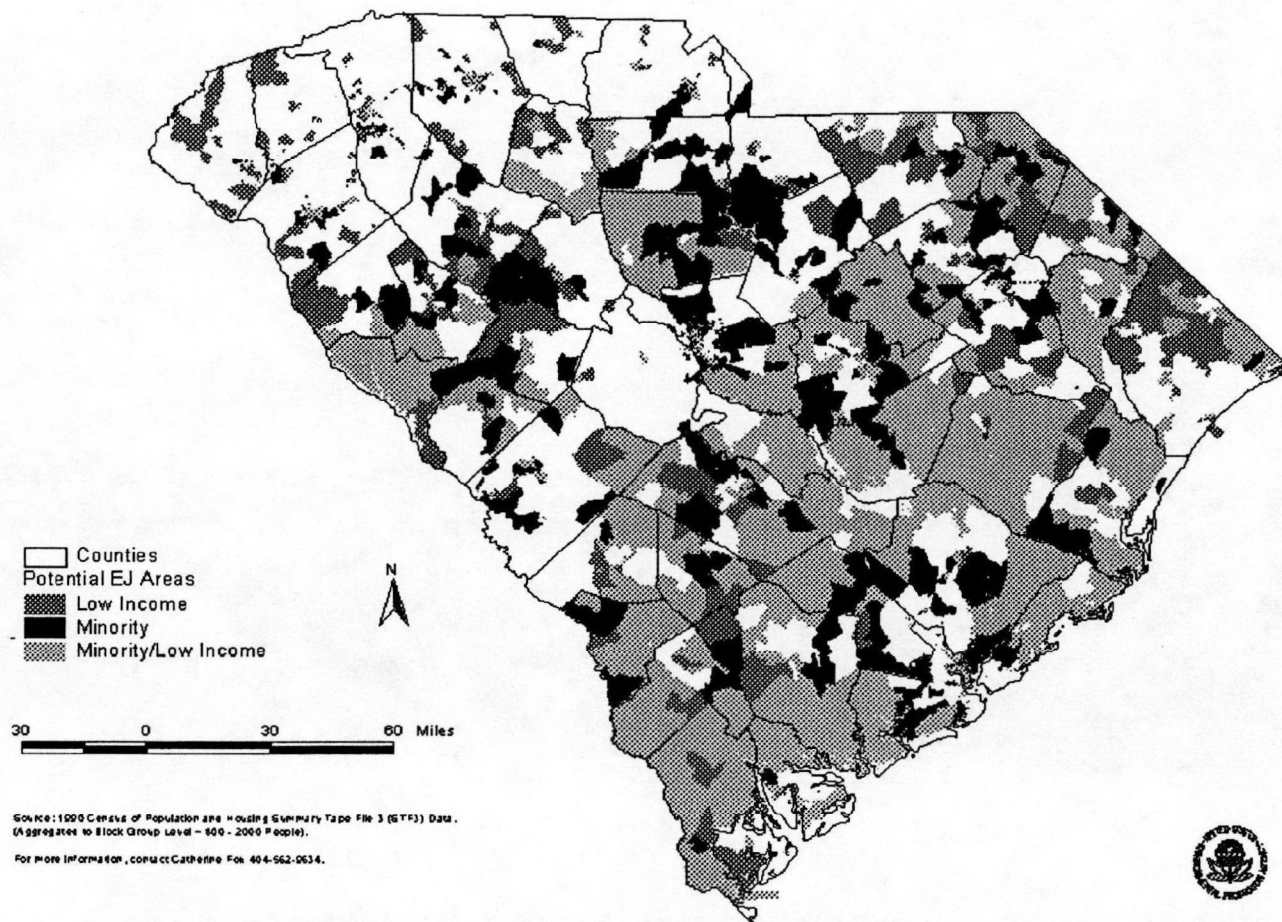 Counties
Potential EJ Areas
Low Income
Minority
Minority/Low Income
N
30 0 30 60 Miles
Source: 1990 Census of Population and Housing Summary Tape File 3 (STF3) Data.
(Aggregates to Block Group Level - 800 - 2000 People).
For more information, contact Catherine Fox 404-562-9634.